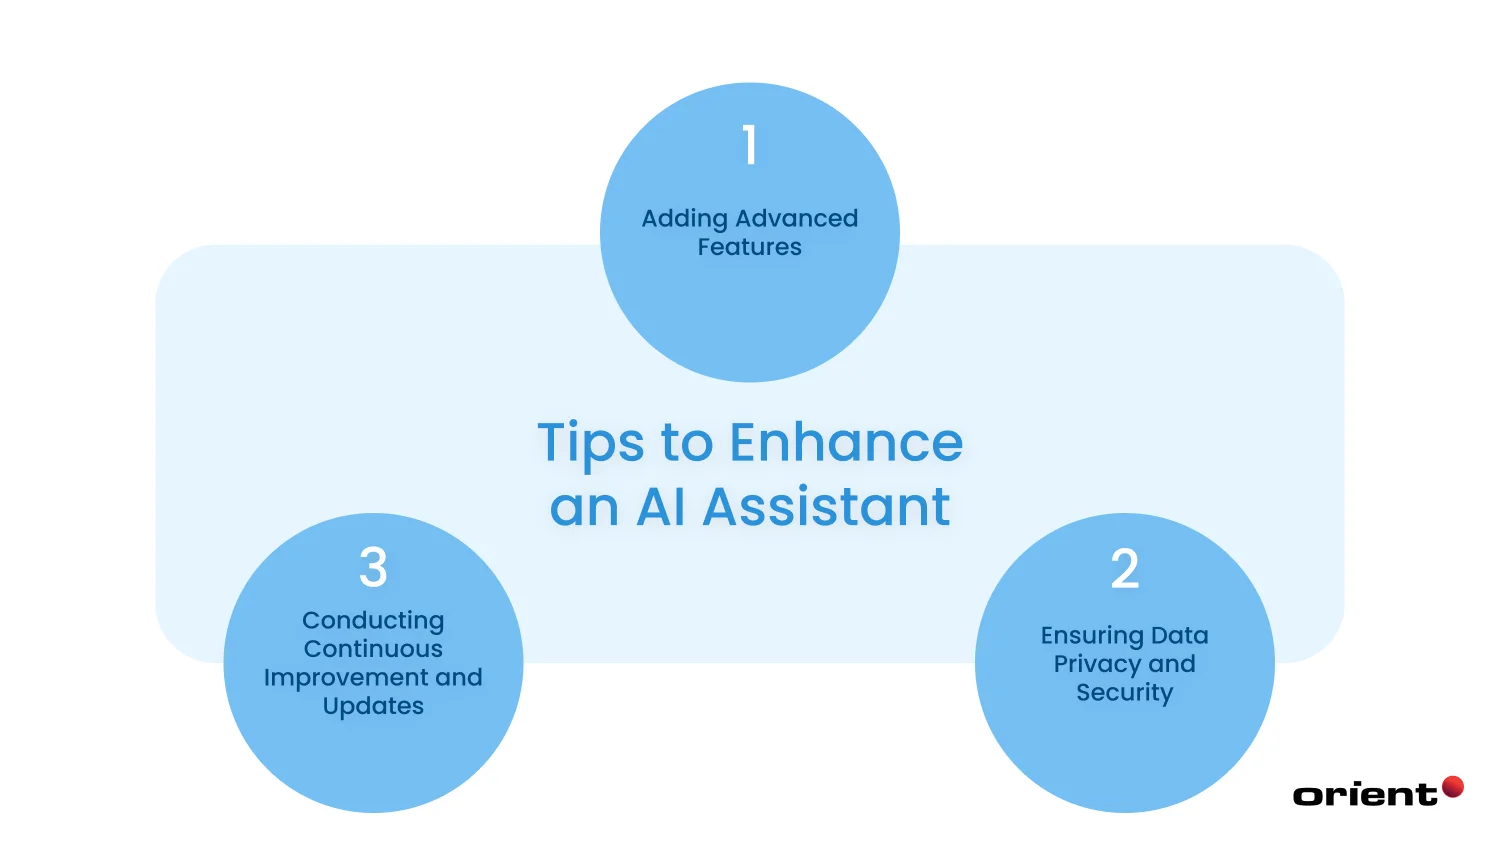 1
Adding Advanced
Features
Tips to Enhance
an AI Assistant
3
Conducting
Continuous
Improvement and
Updates
2
Ensuring Data
Privacy and
Security
orient